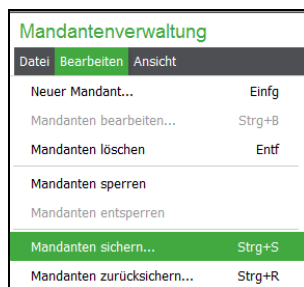 Mandantenverwaltung
Datei Bearbeiten Ansicht
Neuer Mandant... Einfg
Mandanten bearbeiten... Strg+B
Mandanten löschen Entf
Mandanten sperren
Mandanten entsperren
Mandanten sichern... Strg+S
Mandanten zurücksichern... Strg+R